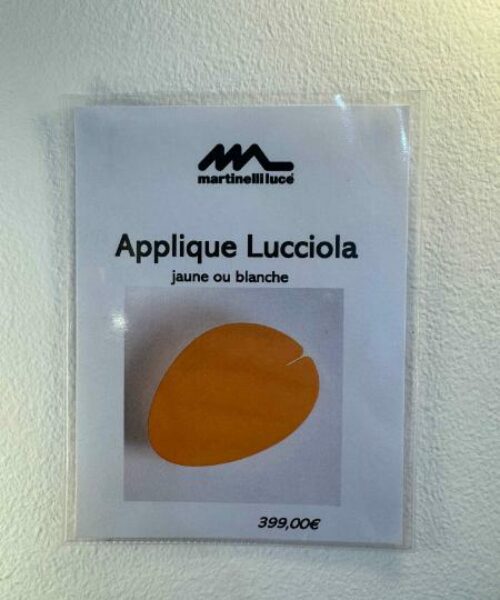 martinelli luce
Applique Lucciola
jaune ou blanche
399,00€